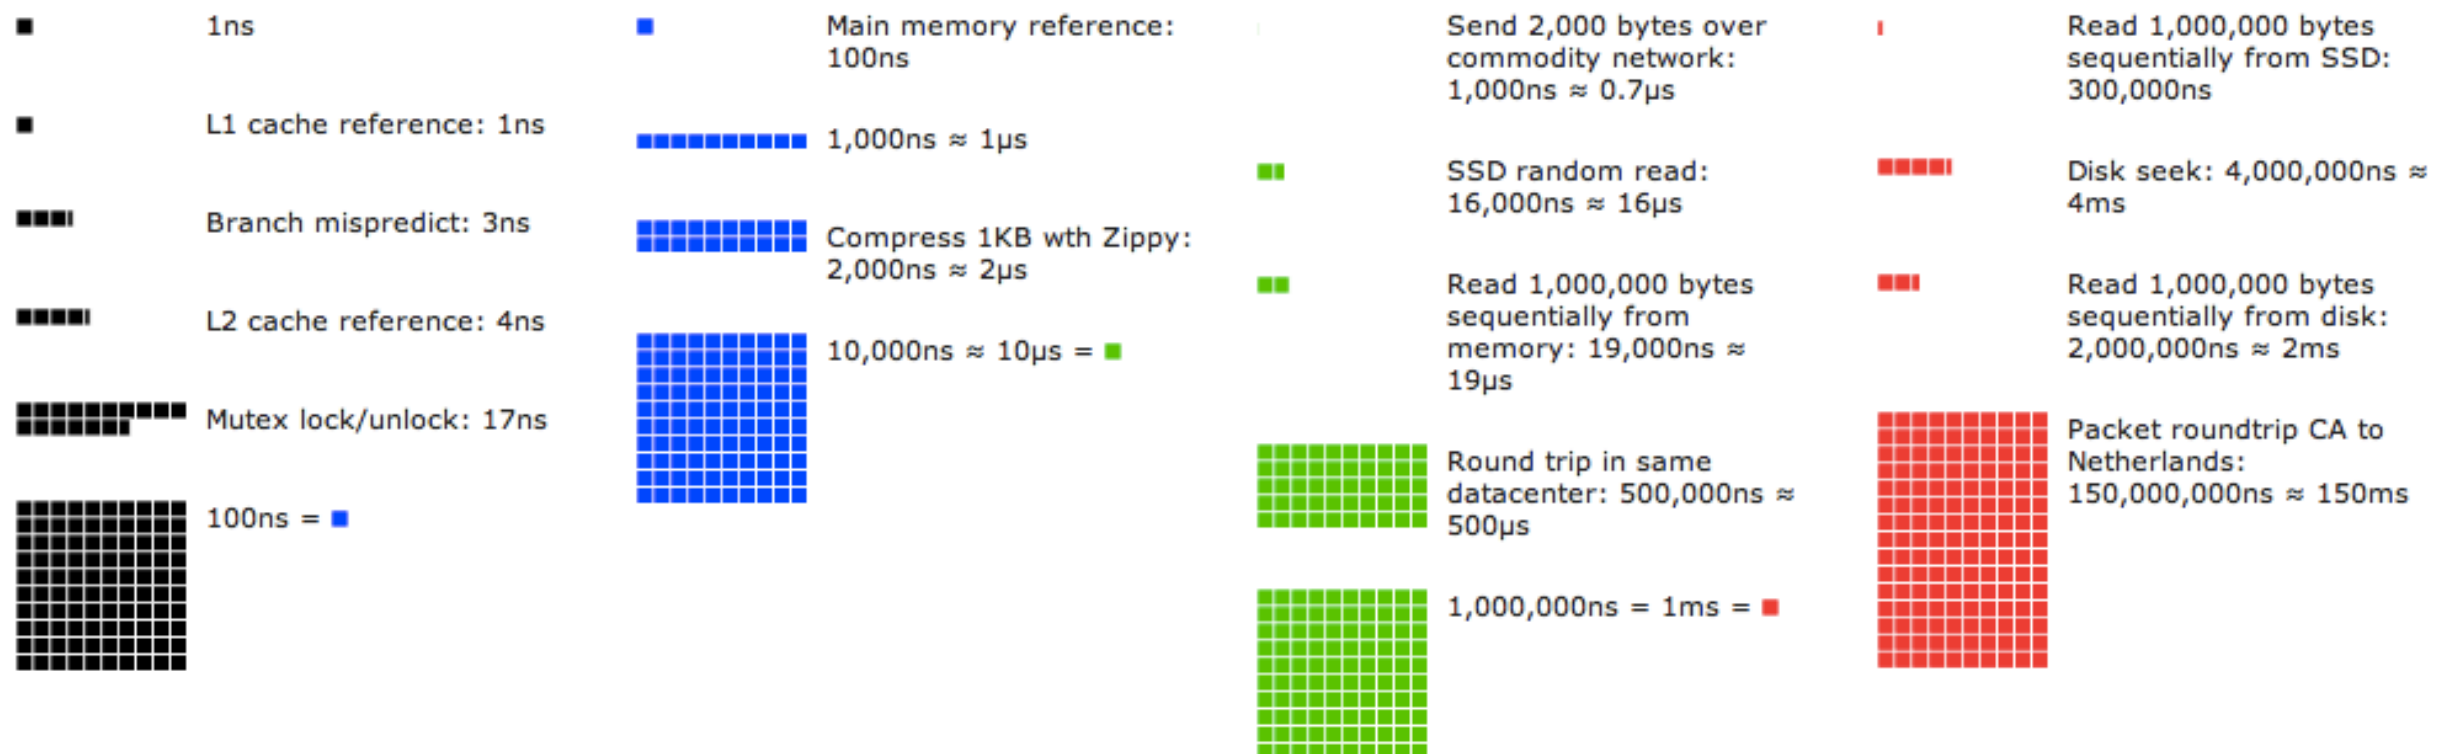 1ns
L1 cache reference: 1ns
Branch mispredict: 3ns
L2 cache reference: 4ns
Mutex lock/unlock: 17ns
100ns =
Main memory reference:
100ns
1,000ns ≈ 1μs
Compress 1KB wth Zippy:
2,000ns ≈ 2μs
10,000ns ≈ 10μs =
Send 2,000 bytes over
commodity network:
1,000ns ≈ 0.7μs
SSD random read:
16,000ns ≈ 16μs
Read 1,000,000 bytes
sequentially from
memory: 19,000ns ≈
19μs
Round trip in same
datacenter: 500,000ns ≈
500μs
1,000,000ns = 1ms =
Read 1,000,000 bytes
sequentially from SSD:
300,000ns
Disk seek: 4,000,000ns ≈
4ms
Read 1,000,000 bytes
sequentially from disk:
2,000,000ns ≈ 2ms
Packet roundtrip CA to
Netherlands:
150,000,000ns ≈ 150ms